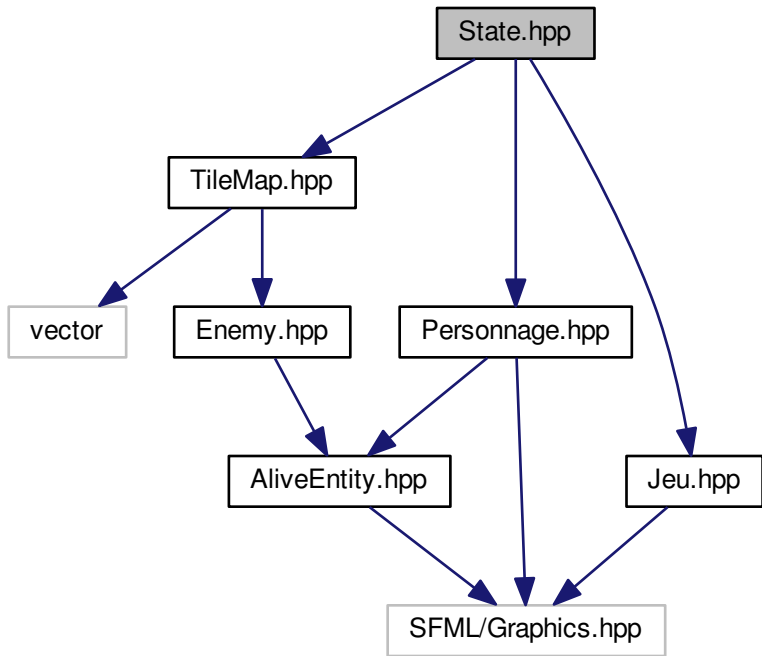 State.hpp
TileMap.hpp
vector
Enemy.hpp
Personnage.hpp
AliveEntity.hpp
Jeu.hpp
SFML/Graphics.hpp